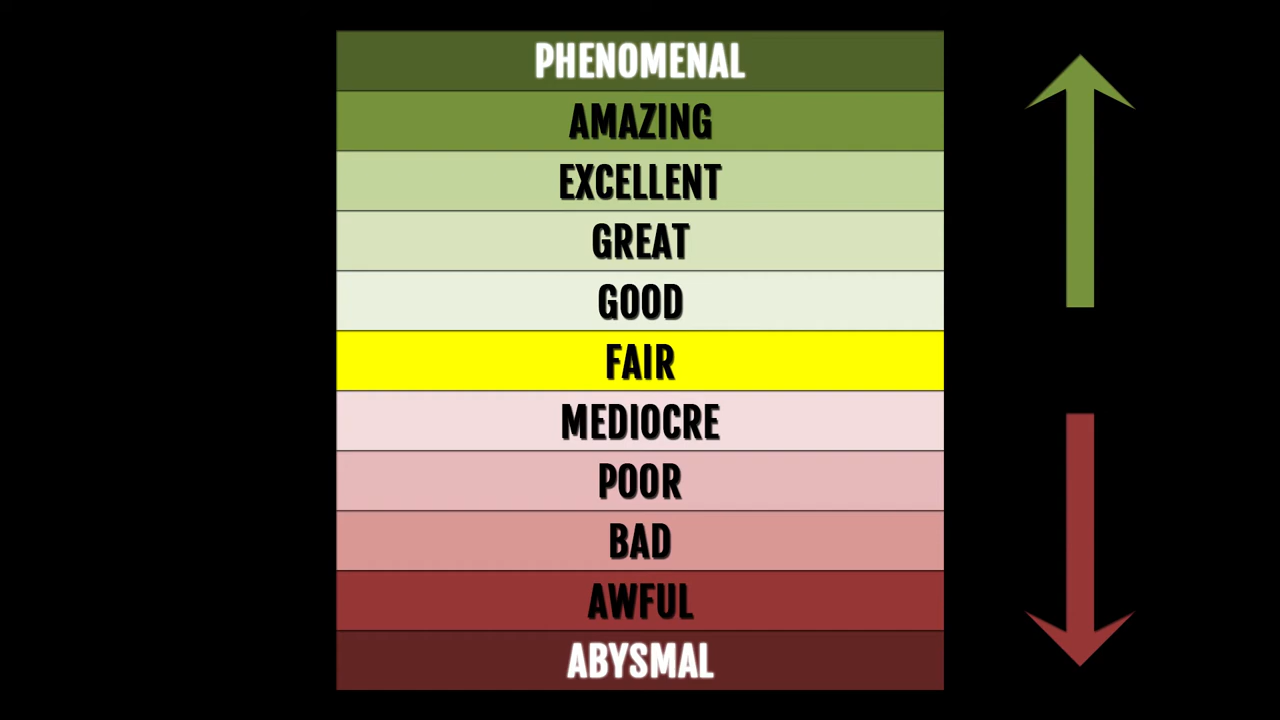 PHENOMENAL
AMAZING
EXCELLENT
GREAT
GOOD
FAIR
MEDIOCRE
POOR
BAD
AWFUL
ABYSMAL